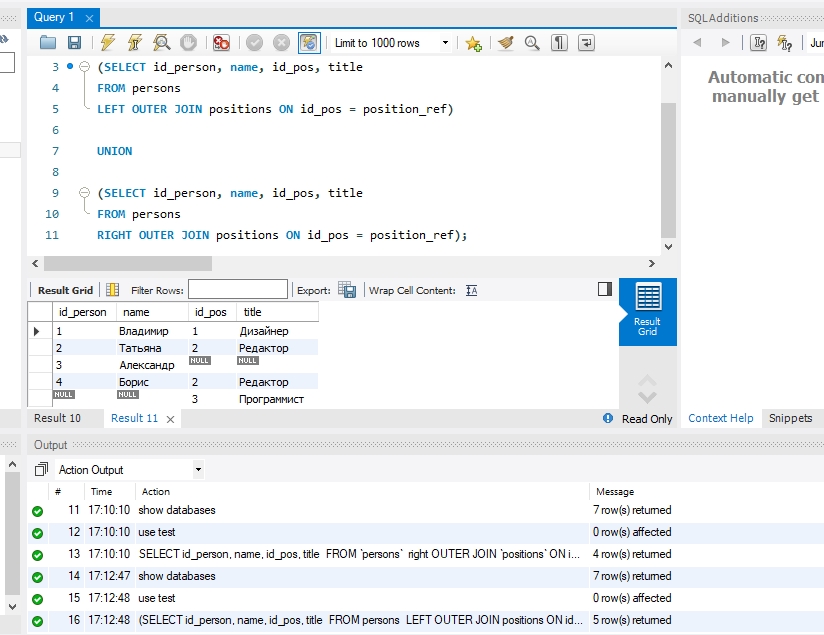 Query 1
SQLAdditions
Limit to 1000 rows
Automatic con
manually get
3 (SELECT id_person, name, id_pos, title
4 FROM persons
5 LEFT OUTER JOIN positions ON id_pos = position_ref)
6
7 UNION
8
9 (SELECT id_person, name, id_pos, title
10 FROM persons
11 RIGHT OUTER JOIN positions ON id_pos = position_ref);
Result Grid Filter Rows: Export: Wrap Cell Content:
id_person name id_pos title
1 Владимир 1 Дизайнер
2 Татьяна 2 Редактор
3 Александр NULL NULL
4 Борис 2 Редактор
NULL NULL 3 Программист
Result
Grid
Result 10 Result 11 Read Only Context Help Snippets
Output
Action Output
# Time Action Message
11 17:10:10 show databases 7 row(s) returned
12 17:10:10 use test 0 row(s) affected
13 17:10:10 SELECT id_person, name, id_pos, title FROM `persons` right OUTER JOIN `positions` ON i... 4 row(s) returned
14 17:12:47 show databases 7 row(s) returned
15 17:12:48 use test 0 row(s) affected
16 17:12:48 (SELECT id_person, name, id_pos, title FROM persons LEFT OUTER JOIN positions ON id... 5 row(s) returned